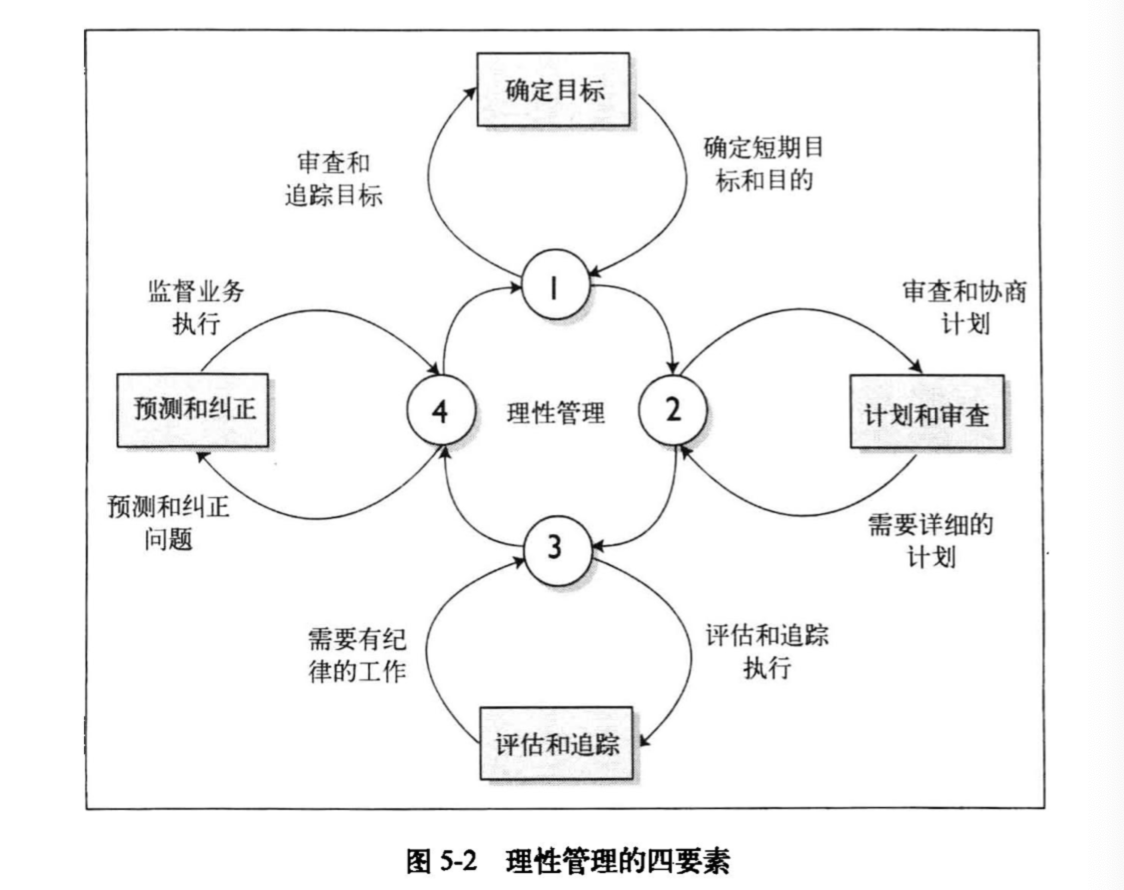 确定目标
审查和
追踪目标
确定短期目
标和目的
1
监督业务
执行
审查和协商
计划
预测和纠正
4
理性管理
2
计划和审查
预测和纠正
问题
需要详细的
计划
3
需要有纪
律的工作
评估和追踪
执行
评估和追踪
图 5-2 理性管理的四要素